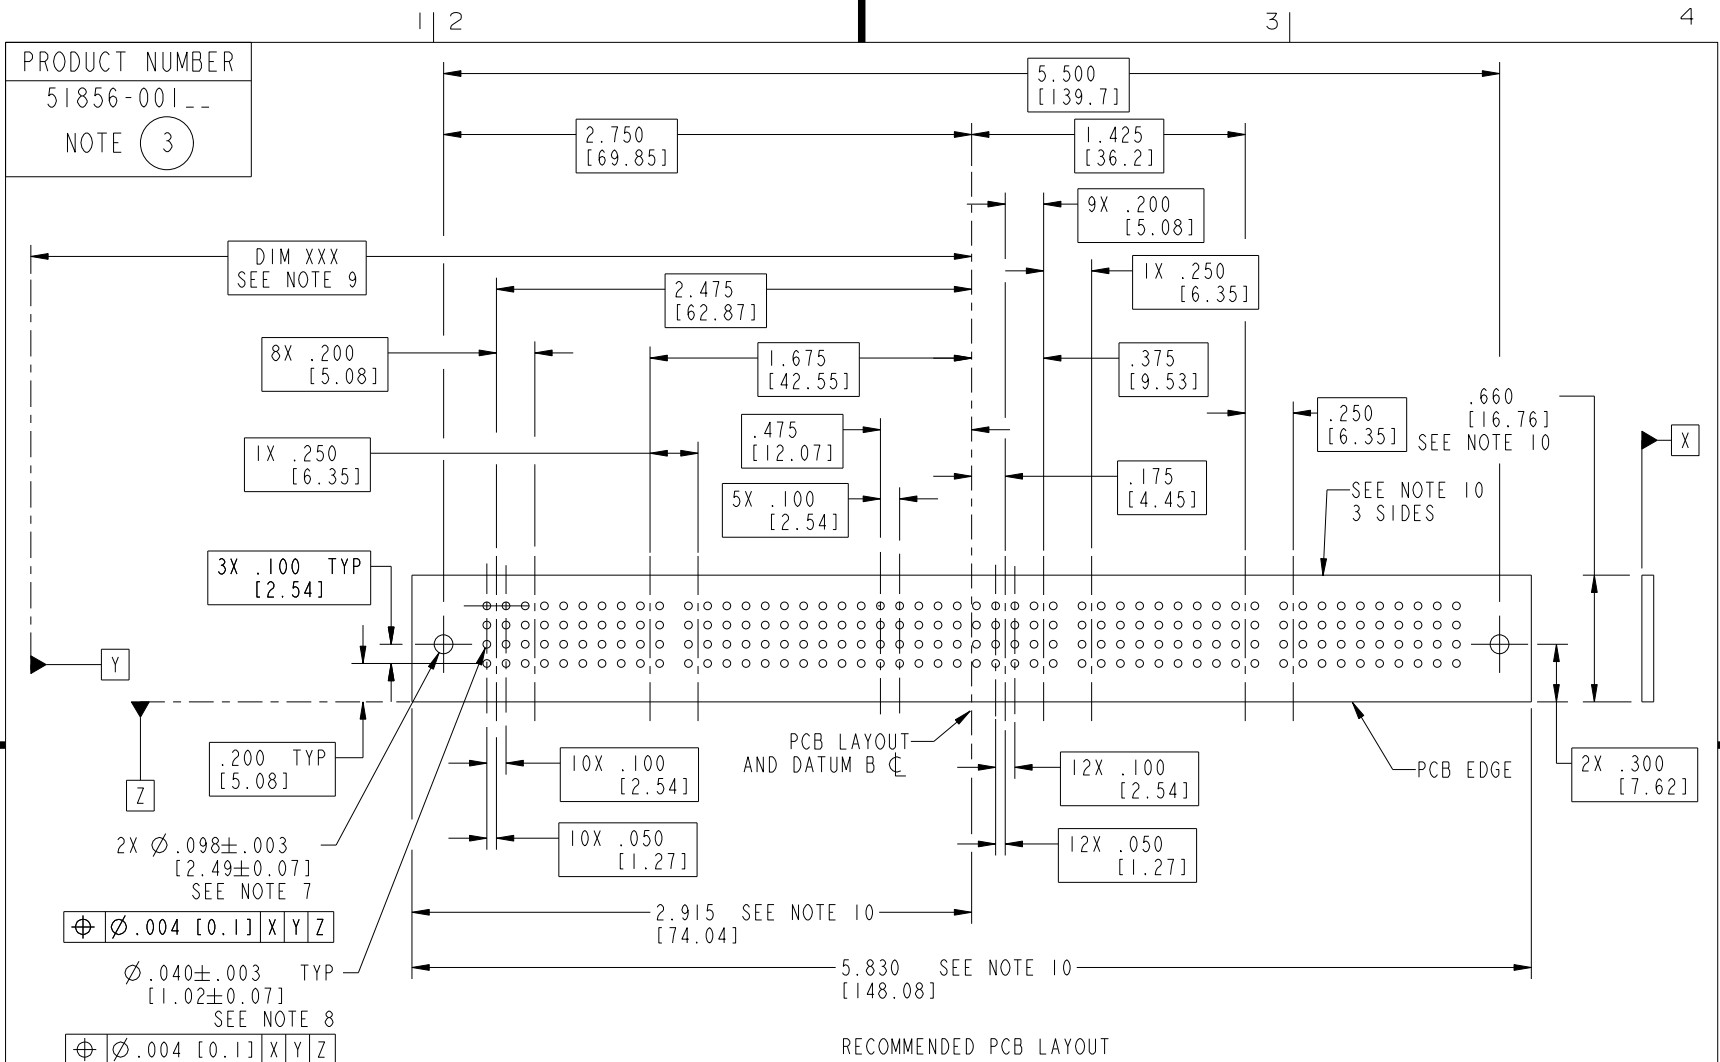 1 2 3 4
PRODUCT NUMBER
51856-001__
NOTE 3
5.500
[139.7]
2.750
[69.85]
1.425
[36.2]
9X .200
[5.08]
DIM XXX
SEE NOTE 9
1X .250
[6.35]
2.475
[62.87]
8X .200
[5.08]
1.675
[42.55]
.375
[9.53]
.250
[6.35]
.660
[16.76]
SEE NOTE 10
X
.475
[12.07]
1X .250
[6.35]
.175
[4.45]
5X .100
[2.54]
SEE NOTE 10
3 SIDES
3X .100 TYP
[2.54]
Y
Z
.200 TYP
[5.08]
10X .100
[2.54]
PCB LAYOUT
AND DATUM B ℄
12X .100
[2.54]
PCB EDGE
2X .300
[7.62]
10X .050
[1.27]
12X .050
[1.27]
2X Ø.098±.003
[2.49±0.07]
SEE NOTE 7
⌖ Ø.004 [0.1] X Y Z
2.915 SEE NOTE 10
[74.04]
Ø.040±.003 TYP
[1.02±0.07]
SEE NOTE 8
⌖ Ø.004 [0.1] X Y Z
5.830 SEE NOTE 10
[148.08]
RECOMMENDED PCB LAYOUT